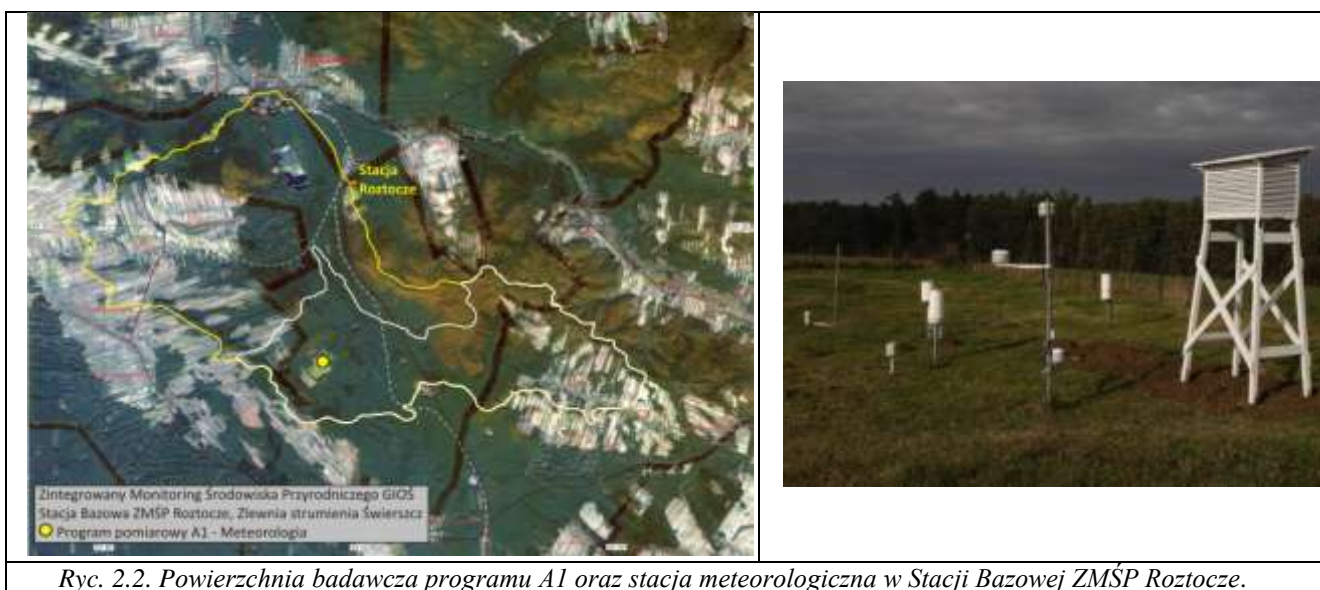 Stacja
Roztocze
Zintegrowany Monitoring Środowiska Przyrodniczego GIOŚ
Stacja Bazowa ZMŚP Roztocze, Zlewnia strumienia Świerszcz
Program pomiarowy A1 - Meteorologia
Ryc. 2.2. Powierzchnia badawcza programu A1 oraz stacja meteorologiczna w Stacji Bazowej ZMŚP Roztocze.